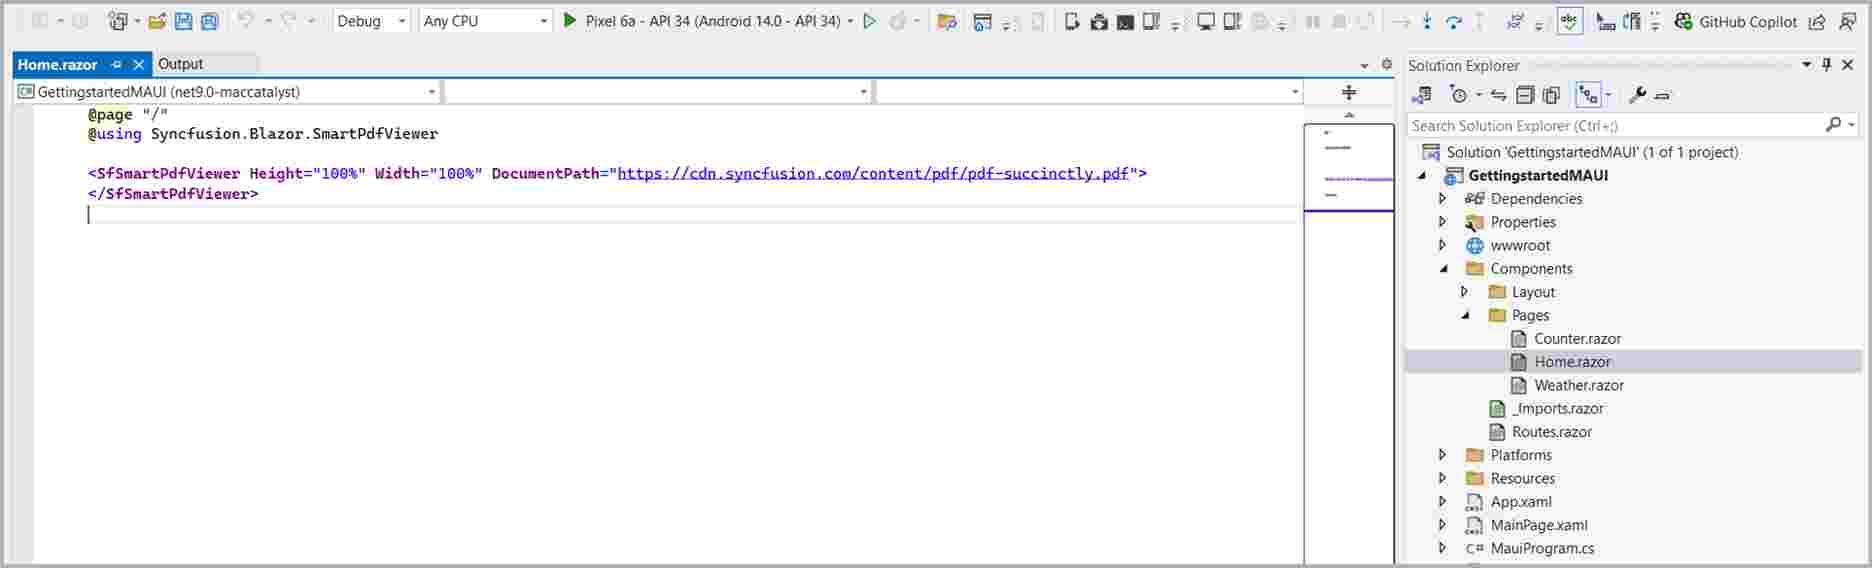 Debug Any CPU Pixel 6a - API 34 (Android 14.0 - API 34) abc GitHub Copilot
Home.razor Output
GettingstartedMAUI (net9.0-maccatalyst)
@page "/"
@using Syncfusion.Blazor.SmartPdfViewer
<SfSmartPdfViewer Height="100%" Width="100%" DocumentPath="https://cdn.syncfusion.com/content/pdf/pdf-succinctly.pdf">
</SfSmartPdfViewer>
Solution Explorer
Search Solution Explorer (Ctrl+;)
Solution 'GettingstartedMAUI' (1 of 1 project)
GettingstartedMAUI
Dependencies
Properties
wwwroot
Components
Layout
Pages
Counter.razor
Home.razor
Weather.razor
_Imports.razor
Routes.razor
Platforms
Resources
App.xaml
MainPage.xaml
C# MauiProgram.cs